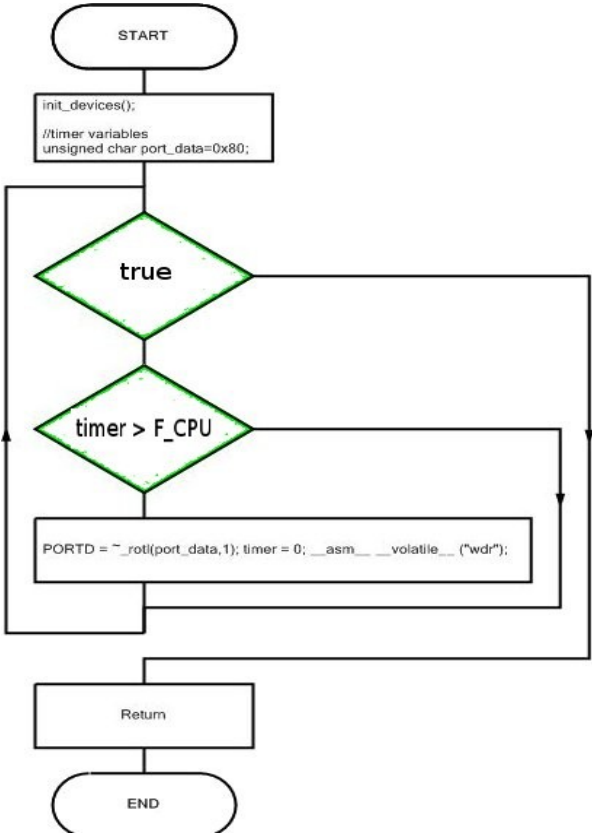 START
init_devices();
//timer variables
unsigned char port_data=0x80;
true
timer > F_CPU
PORTD = ~_rotl(port_data,1); timer = 0; __asm__ __volatile__ ("wdr");
Return
END